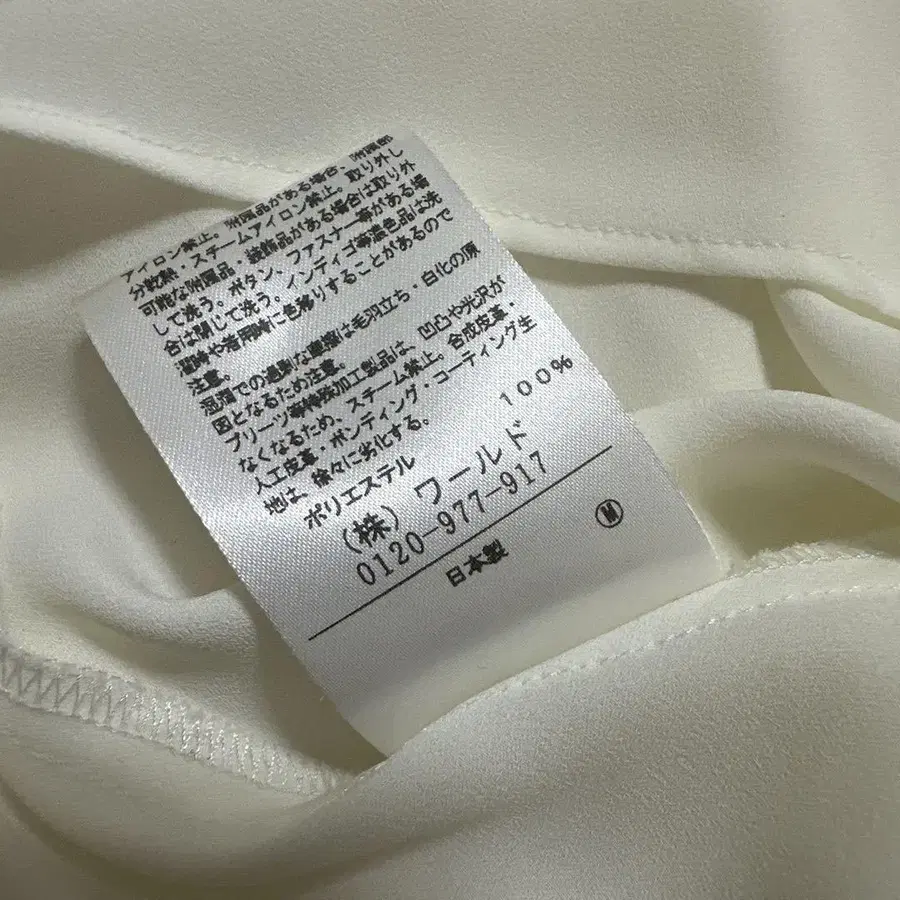 アイロン禁止。附属品がある場合、附属部
分乾熱・スチームアイロン禁止。取り外し
可能な附属品、装飾品がある場合は取り外
して洗う。ボタン、ファスナー等がある場
合は閉じて洗う。インディゴ等濃色品は洗
濯時や着用時に色移りすることがあるので
注意。
湿潤での過剰な摩擦は毛羽立ち・白化の原
因となるため注意。
プリーツ等特殊加工製品は、凹凸や光沢が
なくなるため、スチーム禁止。合成皮革・
人工皮革・ボンディング・コーティング生
地は、徐々に劣化する。
ポリエステル 100%
(株)ワールド
0120-977-917
M
日本製